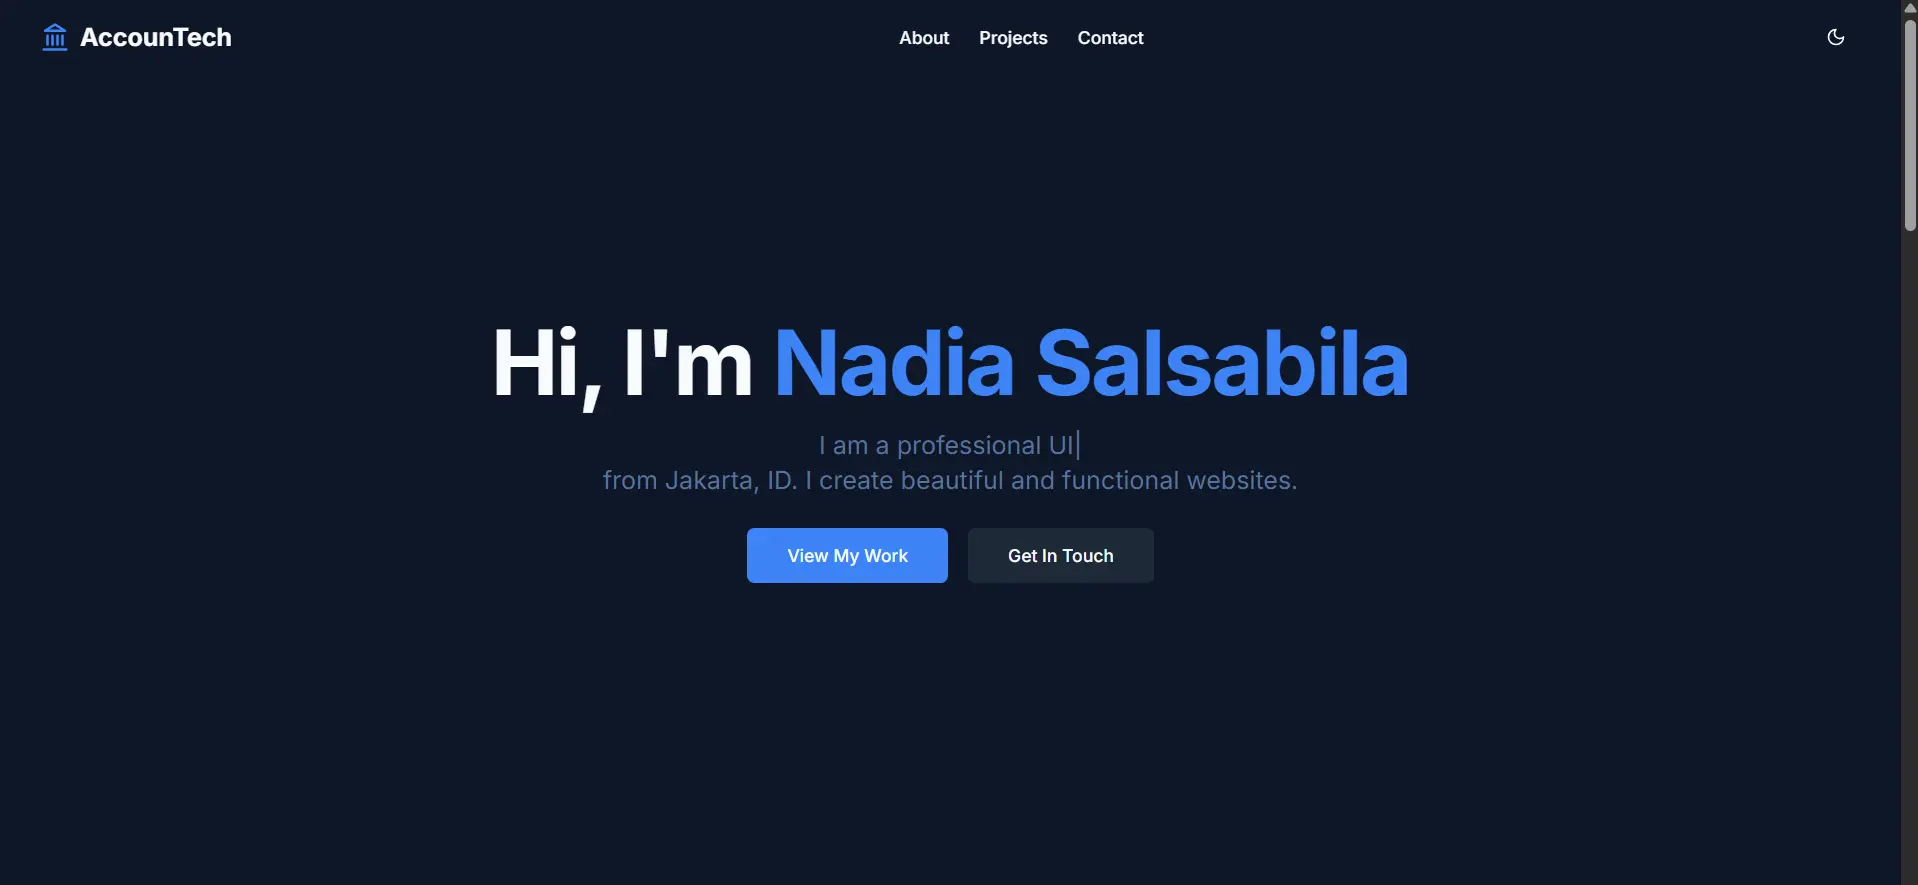 AccounTech
About Projects Contact
Hi, I'm Nadia Salsabila
I am a professional UI|
from Jakarta, ID. I create beautiful and functional websites.
View My Work
Get In Touch